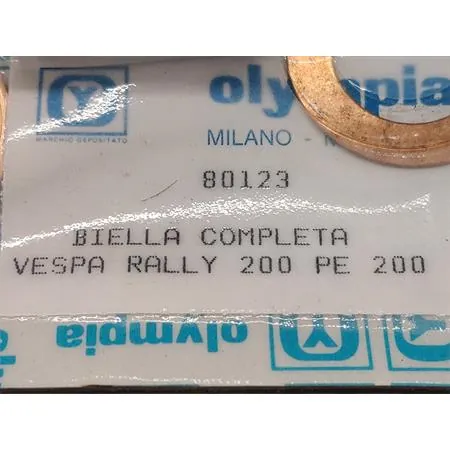 olympia
MARCHIO DEPOSITATO
MILANO -
80123
BIELLA COMPLETA
VESPA RALLY 200 PE 200
olympia